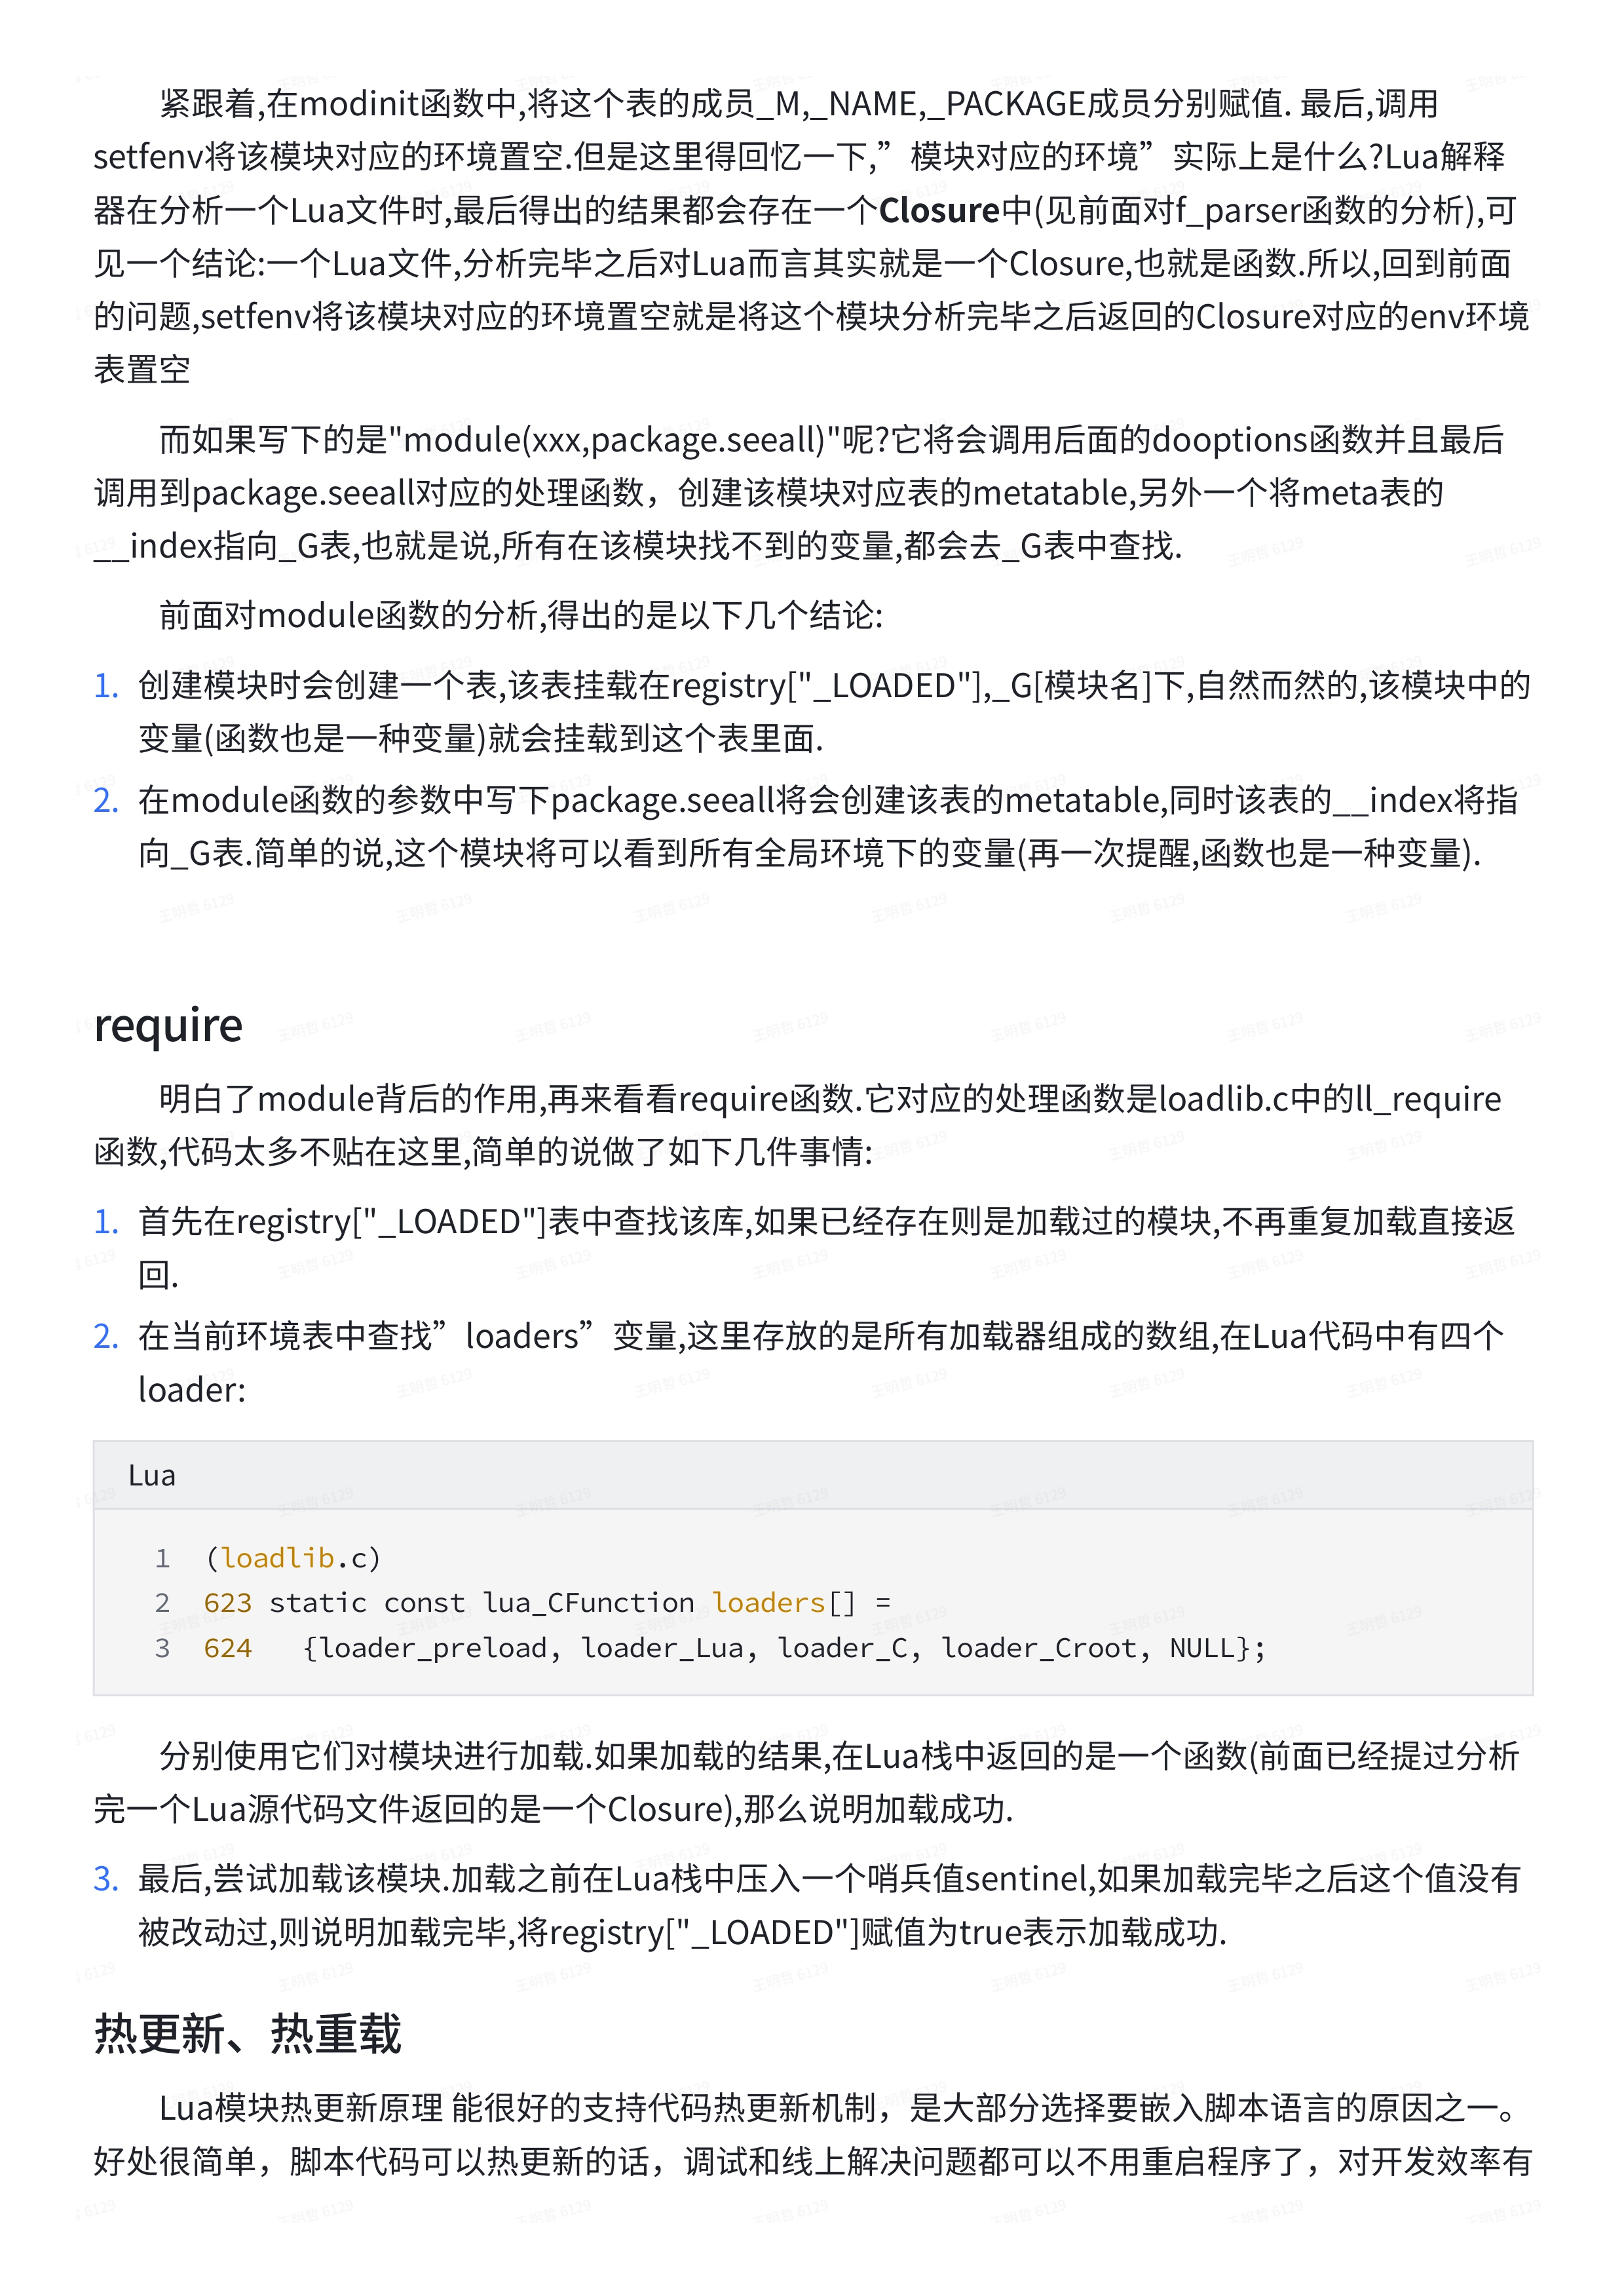 紧跟着,在modinit函数中,将这个表的成员_M,_NAME,_PACKAGE成员分别赋值. 最后,调用
setfenv将该模块对应的环境置空.但是这里得回忆一下,”模块对应的环境”实际上是什么?Lua解释
器在分析一个Lua文件时,最后得出的结果都会存在一个Closure中(见前面对f_parser函数的分析),可
见一个结论:一个Lua文件,分析完毕之后对Lua而言其实就是一个Closure,也就是函数.所以,回到前面
的问题,setfenv将该模块对应的环境置空就是将这个模块分析完毕之后返回的Closure对应的env环境
表置空
而如果写下的是"module(xxx,package.seeall)"呢?它将会调用后面的dooptions函数并且最后
调用到package.seeall对应的处理函数，创建该模块对应表的metatable,另外一个将meta表的
__index指向_G表,也就是说,所有在该模块找不到的变量,都会去_G表中查找.
前面对module函数的分析,得出的是以下几个结论:
1. 创建模块时会创建一个表,该表挂载在registry["_LOADED"],_G[模块名]下,自然而然的,该模块中的
变量(函数也是一种变量)就会挂载到这个表里面.
2. 在module函数的参数中写下package.seeall将会创建该表的metatable,同时该表的__index将指
向_G表.简单的说,这个模块将可以看到所有全局环境下的变量(再一次提醒,函数也是一种变量).
require
明白了module背后的作用,再来看看require函数.它对应的处理函数是loadlib.c中的ll_require
函数,代码太多不贴在这里,简单的说做了如下几件事情:
1. 首先在registry["_LOADED"]表中查找该库,如果已经存在则是加载过的模块,不再重复加载直接返
回.
2. 在当前环境表中查找”loaders”变量,这里存放的是所有加载器组成的数组,在Lua代码中有四个
loader:
Lua
1 (loadlib.c)
2 623 static const lua_CFunction loaders[] =
3 624   {loader_preload, loader_Lua, loader_C, loader_Croot, NULL};
分别使用它们对模块进行加载.如果加载的结果,在Lua栈中返回的是一个函数(前面已经提过分析
完一个Lua源代码文件返回的是一个Closure),那么说明加载成功.
3. 最后,尝试加载该模块.加载之前在Lua栈中压入一个哨兵值sentinel,如果加载完毕之后这个值没有
被改动过,则说明加载完毕,将registry["_LOADED"]赋值为true表示加载成功.
热更新、热重载
Lua模块热更新原理 能很好的支持代码热更新机制，是大部分选择要嵌入脚本语言的原因之一。
好处很简单，脚本代码可以热更新的话，调试和线上解决问题都可以不用重启程序了，对开发效率有
王明哲 6129